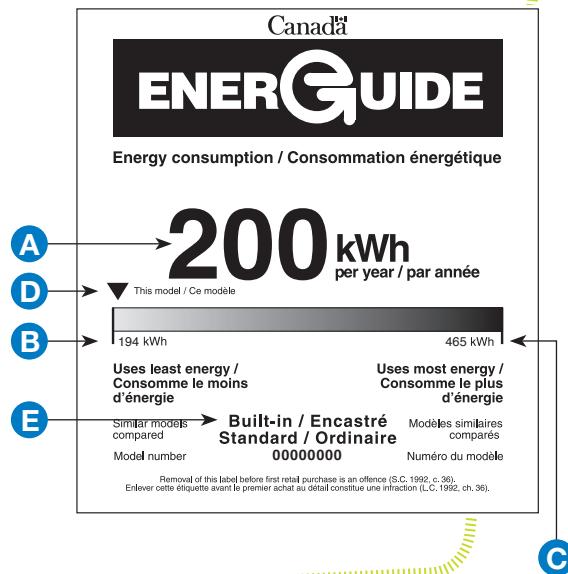 Canada
ENERGUIDE
Energy consumption / Consommation énergétique
A
200 kWh
per year / par année
D
This model / Ce modèle
B
194 kWh
465 kWh
Uses least energy /
Consomme le moins
d'énergie
Uses most energy /
Consomme le plus
d'énergie
E
Similar models
compared
Built-in / Encastré
Standard / Ordinaire
Modèles similaires
comparés
Model number
00000000
Numéro du modèle
Removal of this label before first retail purchase is an offence (S.C. 1992, c. 36).
Enlever cette étiquette avant le premier achat au détail constitue une infraction (L.C. 1992, ch. 36).
C